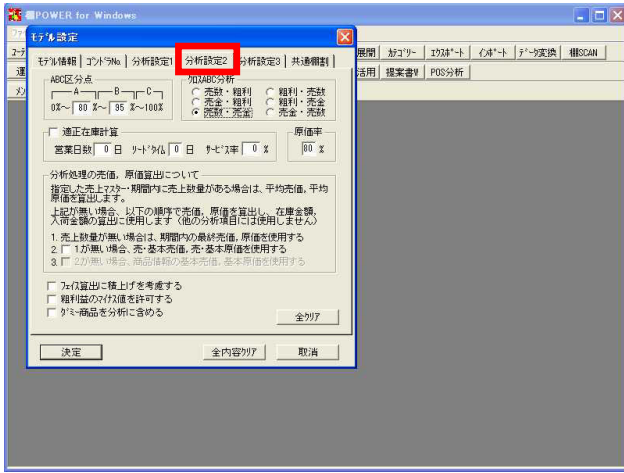 棚POWER for Windows
モデル設定
展開 カテゴリー エクスポート インポート データ変換 棚SCAN
活用 提案書V POS分析
モデル情報 コントラNo. 分析設定1 分析設定2 分析設定3 共通棚割
ABC区分点
A B C
0%～ 80 %～ 95 %～100%
クロスABC分析
売数・粗利 粗利・売数
売金・粗利 粗利・売金
売数・売金 売金・売数
適正在庫計算
営業日数 0 日 リードタイム 0 日 サービス率 0 %
原価率
80 %
分析処理の売価，原価算出について
指定した売上マスター・期間内に売上数量がある場合は、平均売価，平均
原価を算出します。
上記が無い場合、以下の順序で売価，原価を算出し、在庫金額，
入荷金額の算出に使用します（他の分析項目には使用しません）
1. 売上数量が無い場合は、期間内の最終売価，原価を使用する
2. 1.が無い場合、売・基本売価，売・基本原価を使用する
3. 2.が無い場合、商品情報の基本売価，基本原価を使用する
フェイス算出に積上げを考慮する
粗利益のマイナス値を許可する
ダミー商品を分析に含める
全クリア
決定 全内容クリア 取消